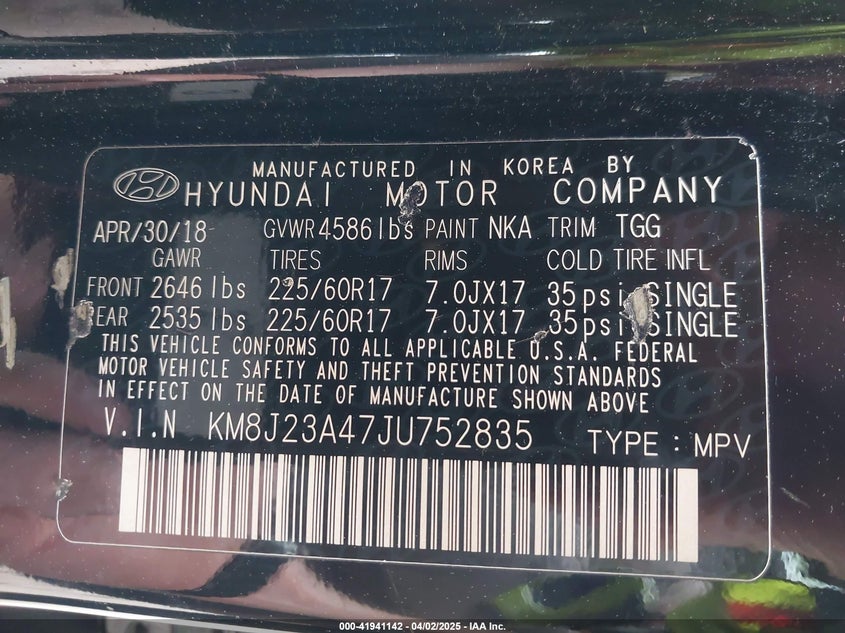 MANUFACTURED IN KOREA BY
HYUNDAI MOTOR COMPANY
APR/30/18 GVWR 4586 lbs PAINT NKA TRIM TGG
GAWR TIRES RIMS COLD TIRE INFL
FRONT 2646 lbs 225/60R17 7.0JX17 35 psi, SINGLE
REAR 2535 lbs 225/60R17 7.0JX17 35 psi, SINGLE
THIS VEHICLE CONFORMS TO ALL APPLICABLE U.S.A. FEDERAL
MOTOR VEHICLE SAFETY AND THEFT PREVENTION STANDARDS
IN EFFECT ON THE DATE OF MANUFACTURE SHOWN ABOVE
V.I.N KM8J23A47JU752835 TYPE : MPV
000-41941142 - 04/02/2025 - IAA Inc.